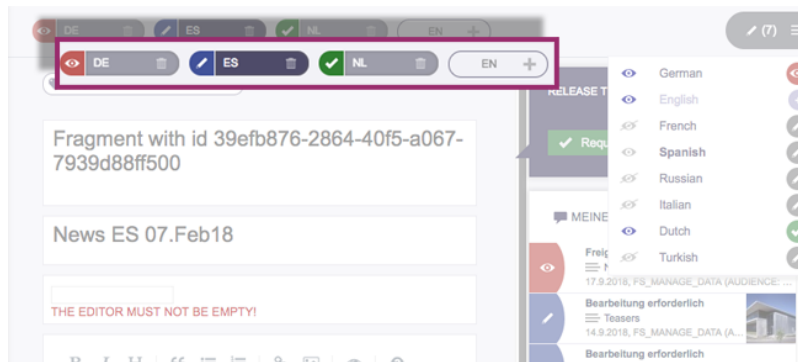 DE ES NL EN
(7)
DE ES NL EN
RELEASE T
Requ
German
English
French
Spanish
Russian
Italian
Dutch
Turkish
Fragment with id 39efb876-2864-40f5-a067-
7939d88ff500
News ES 07.Feb18
THE EDITOR MUST NOT BE EMPTY!
B I U
MEINE
Freig
17.9.2018, FS_MANAGE_DATA (AUDIENCE: ...
Bearbeitung erforderlich
Teasers
14.9.2018, FS_MANAGE_DATA (A...
Bearbeitung erforderlich